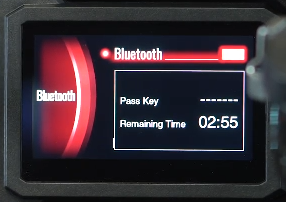 Bluetooth
Bluetooth
Pass Key -------
Remaining Time 02:55